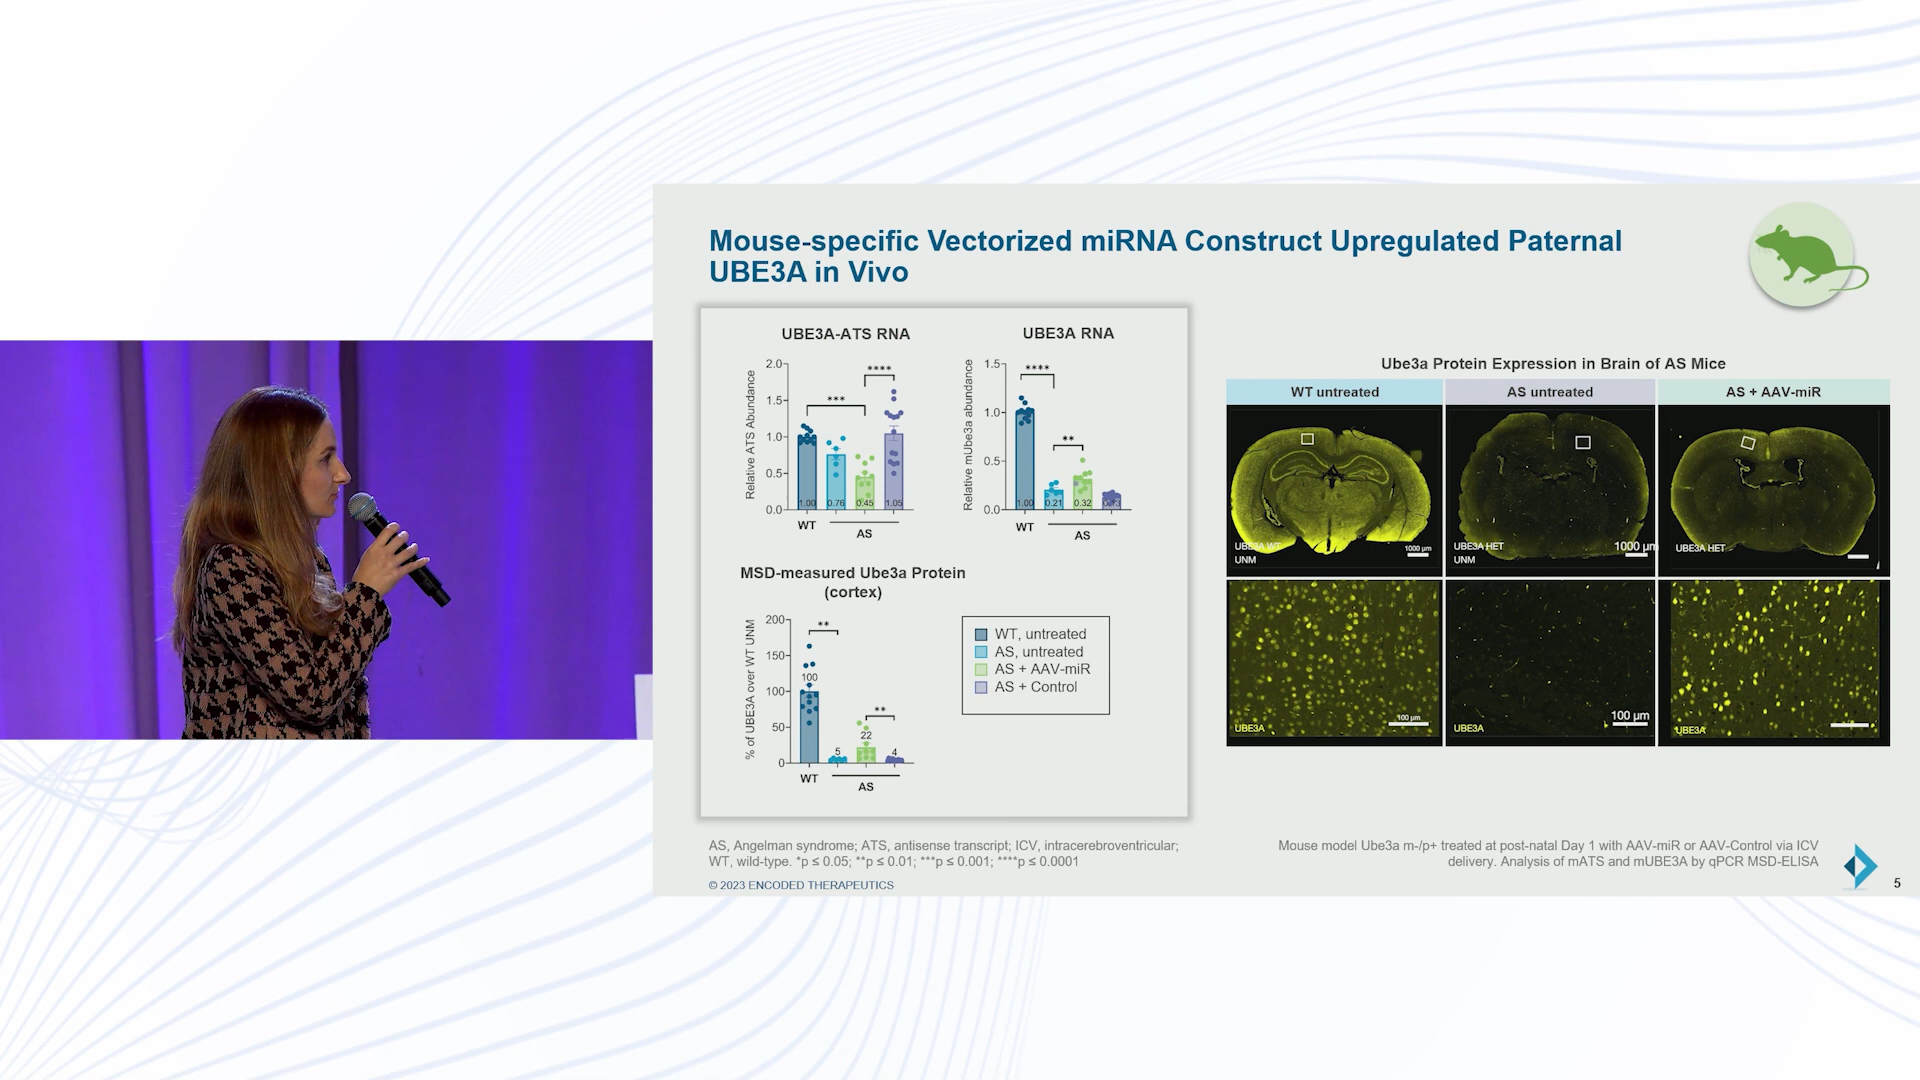 Mouse-specific Vectorized miRNA Construct Upregulated Paternal
UBE3A in Vivo
UBE3A-ATS RNA
Relative ATS Abundance
2.0
1.5
1.0
0.5
0.0
***
****
1.00
0.76
0.45
1.05
WT
AS
UBE3A RNA
Relative mUbe3a abundance
1.5
1.0
0.5
0.0
****
**
1.00
0.21
0.32
WT
AS
MSD-measured Ube3a Protein
(cortex)
% of UBE3A over WT UNM
200
150
100
50
0
**
**
100
5
22
4
WT
AS
WT, untreated
AS, untreated
AS + AAV-miR
AS + Control
Ube3a Protein Expression in Brain of AS Mice
WT untreated
AS untreated
AS + AAV-miR
UBE3A WT
UNM
1000 µm
UBE3A HET
UNM
1000 µm
UBE3A HET
UBE3A
100 µm
UBE3A
100 µm
UBE3A
AS, Angelman syndrome; ATS, antisense transcript; ICV, intracerebroventricular;
WT, wild-type. *p ≤ 0.05; **p ≤ 0.01; ***p ≤ 0.001; ****p ≤ 0.0001
© 2023 ENCODED THERAPEUTICS
Mouse model Ube3a m-/p+ treated at post-natal Day 1 with AAV-miR or AAV-Control via ICV
delivery. Analysis of mATS and mUBE3A by qPCR MSD-ELISA
5